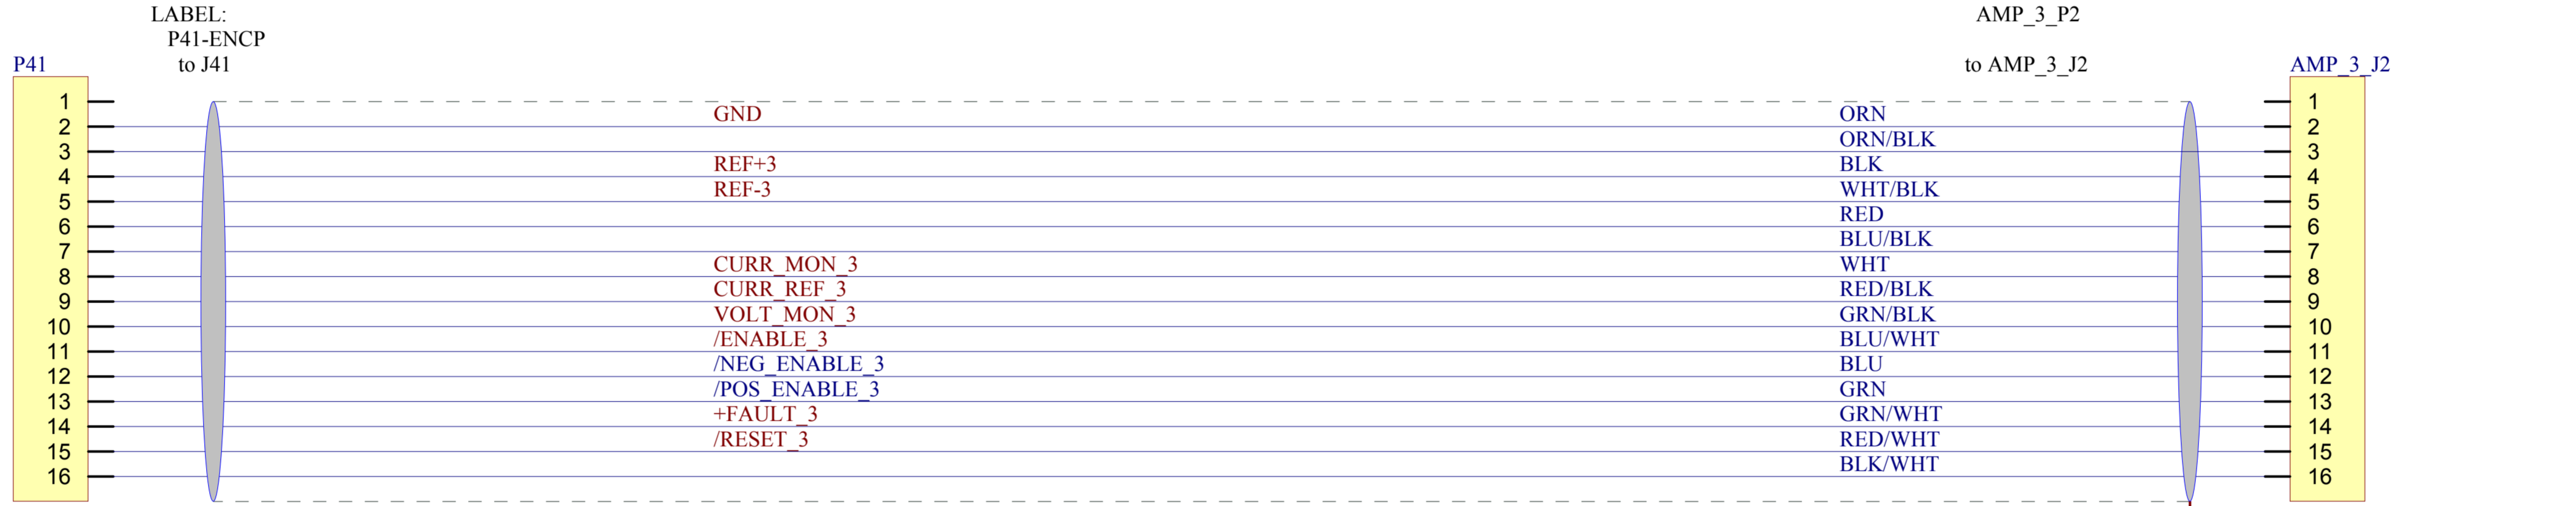 LABEL:
P41-ENCP
to J41
AMP_3_P2
to AMP_3_J2
P41
AMP_3_J2
1 1
GND ORN
2 2
ORN/BLK
3 3
REF+3 BLK
4 4
REF-3 WHT/BLK
5 5
RED
6 6
BLU/BLK
7 7
CURR_MON_3 WHT
8 8
CURR_REF_3 RED/BLK
9 9
VOLT_MON_3 GRN/BLK
10 10
/ENABLE_3 BLU/WHT
11 11
/NEG_ENABLE_3 BLU
12 12
/POS_ENABLE_3 GRN
13 13
+FAULT_3 GRN/WHT
14 14
/RESET_3 RED/WHT
15 15
BLK/WHT
16 16